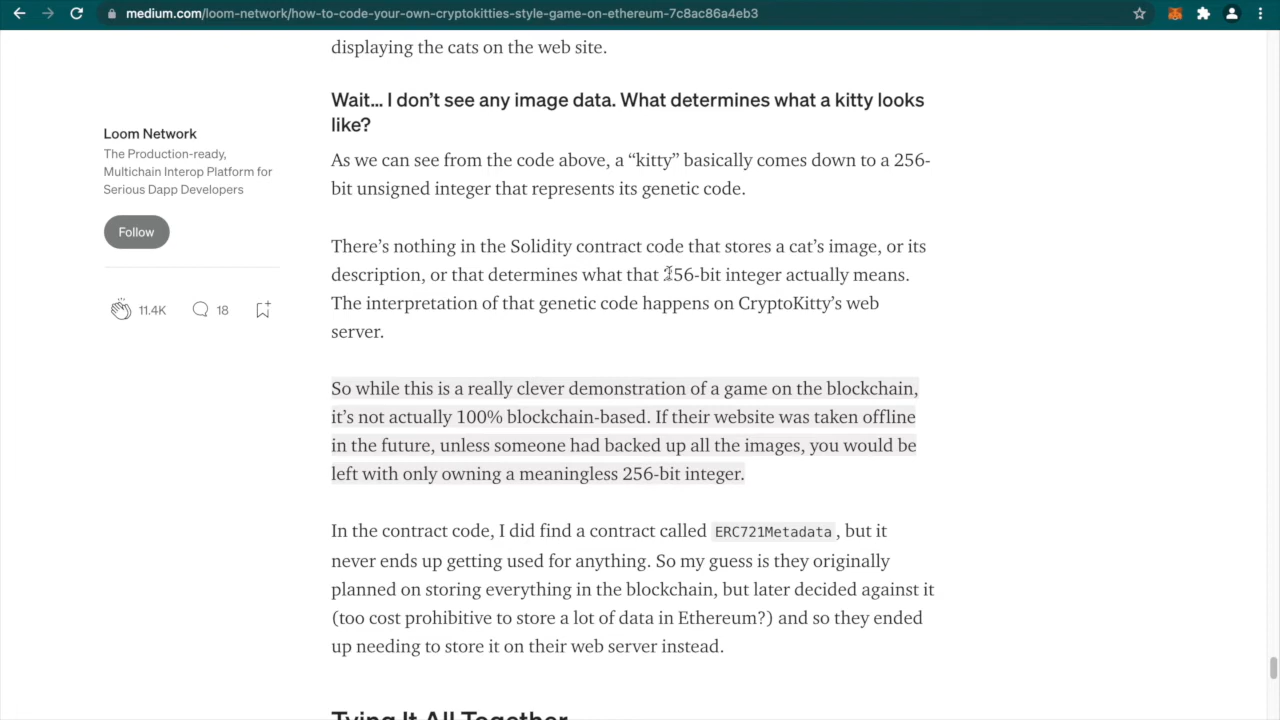 medium.com/loom-network/how-to-code-your-own-cryptokitties-style-game-on-ethereum-7c8ac86a4eb3
displaying the cats on the web site.
Wait... I don’t see any image data. What determines what a kitty looks
like?
Loom Network
The Production-ready,
Multichain Interop Platform for
Serious Dapp Developers
Follow
11.4K
18
As we can see from the code above, a “kitty” basically comes down to a 256-
bit unsigned integer that represents its genetic code.
There’s nothing in the Solidity contract code that stores a cat’s image, or its
description, or that determines what that 256-bit integer actually means.
The interpretation of that genetic code happens on CryptoKitty’s web
server.
So while this is a really clever demonstration of a game on the blockchain,
it’s not actually 100% blockchain-based. If their website was taken offline
in the future, unless someone had backed up all the images, you would be
left with only owning a meaningless 256-bit integer.
In the contract code, I did find a contract called ERC721Metadata, but it
never ends up getting used for anything. So my guess is they originally
planned on storing everything in the blockchain, but later decided against it
(too cost prohibitive to store a lot of data in Ethereum?) and so they ended
up needing to store it on their web server instead.
Tying It All Together